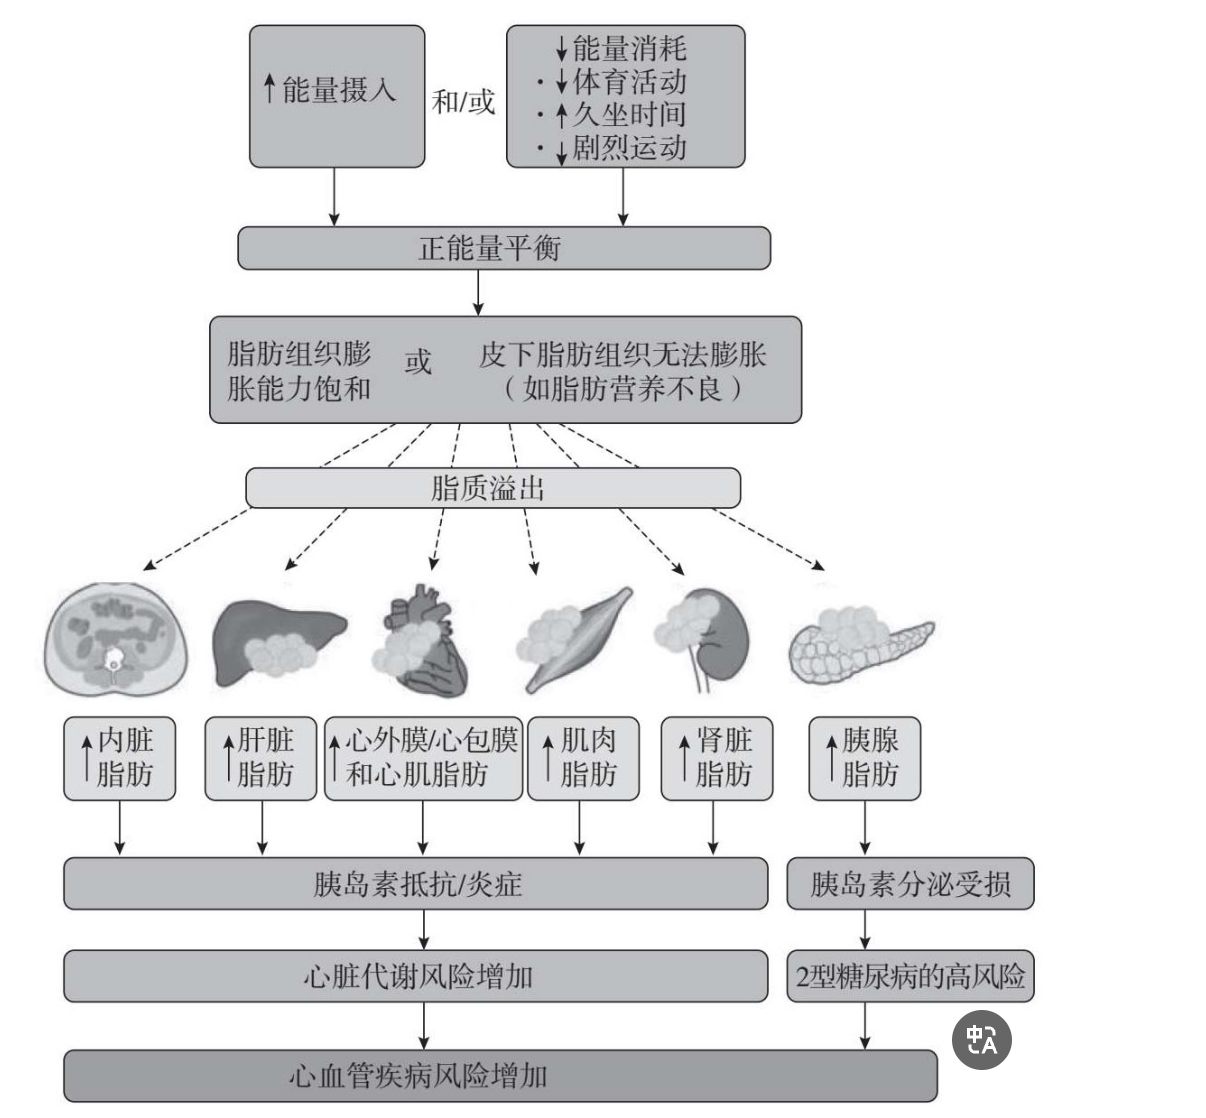 ↑能量摄入
和/或
↓能量消耗
·↓体育活动
·↑久坐时间
·↓剧烈运动
正能量平衡
脂肪组织膨
胀能力饱和
或
皮下脂肪组织无法膨胀
（如脂肪营养不良）
脂质溢出
↑内脏
脂肪
↑肝脏
脂肪
↑心外膜/心包膜
和心肌脂肪
↑肌肉
脂肪
↑肾脏
脂肪
↑胰腺
脂肪
胰岛素抵抗/炎症
胰岛素分泌受损
心脏代谢风险增加
2型糖尿病的高风险
中A
心血管疾病风险增加